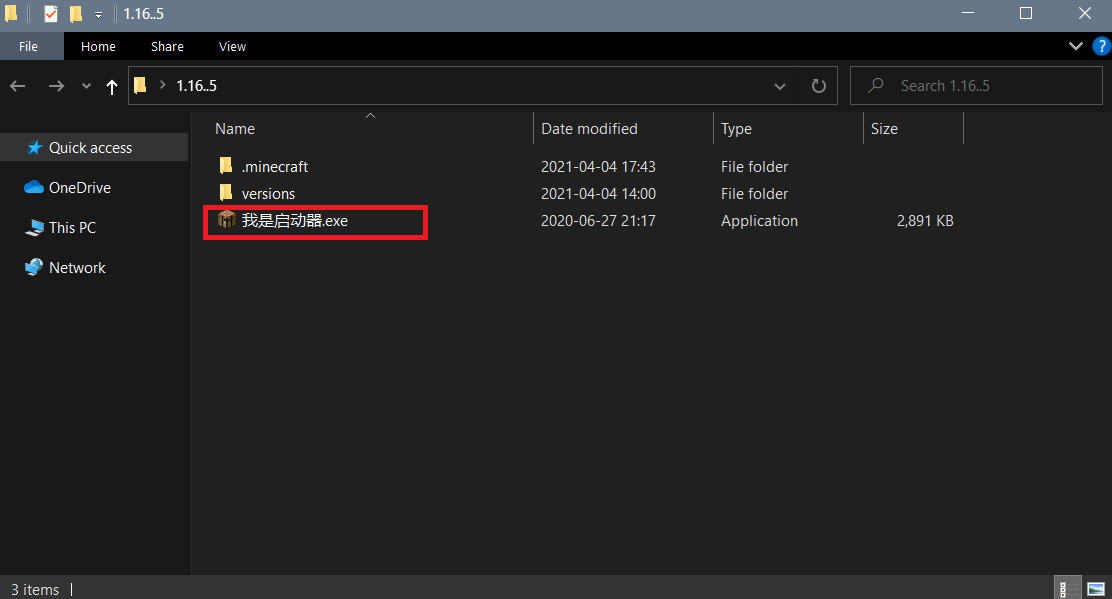 1.16..5
File Home Share View
?
1.16..5 Search 1.16..5
Name Date modified Type Size
Quick access
OneDrive
This PC
Network
.minecraft 2021-04-04 17:43 File folder
versions 2021-04-04 14:00 File folder
我是启动器.exe 2020-06-27 21:17 Application 2,891 KB
3 items